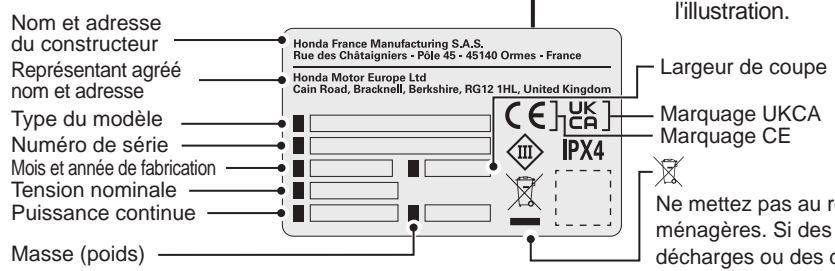 l'illustration.
Nom et adresse
du constructeur
Représentant agréé
nom et adresse
Type du modèle
Numéro de série
Mois et année de fabrication
Tension nominale
Puissance continue
Masse (poids)
Honda France Manufacturing S.A.S.
Rue des Châtaigniers - Pôle 45 - 45140 Ormes - France
Honda Motor Europe Ltd
Cain Road, Bracknell, Berkshire, RG12 1HL, United Kingdom
CE UK
CA
III IPX4
Largeur de coupe
Marquage UKCA
Marquage CE
Ne mettez pas au
ménagères. Si des
décharges ou des